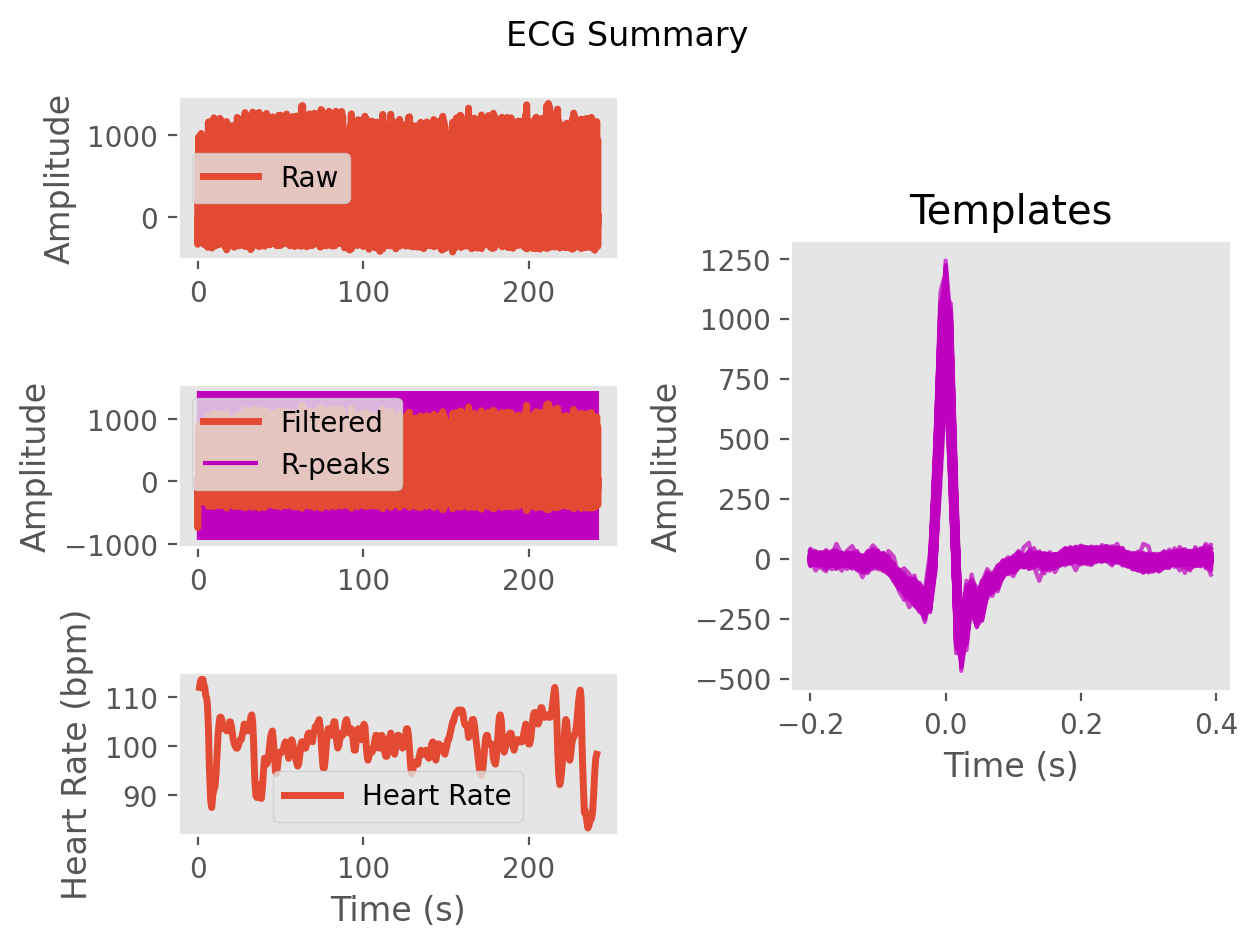 ECG Summary
Amplitude
1000
0
Raw
0
100
200
Amplitude
1000
0
−1000
Filtered
R-peaks
0
100
200
Heart Rate (bpm)
110
100
90
Heart Rate
0
100
200
Time (s)
Templates
Amplitude
1250
1000
750
500
250
0
−250
−500
−0.2
0.0
0.2
0.4
Time (s)